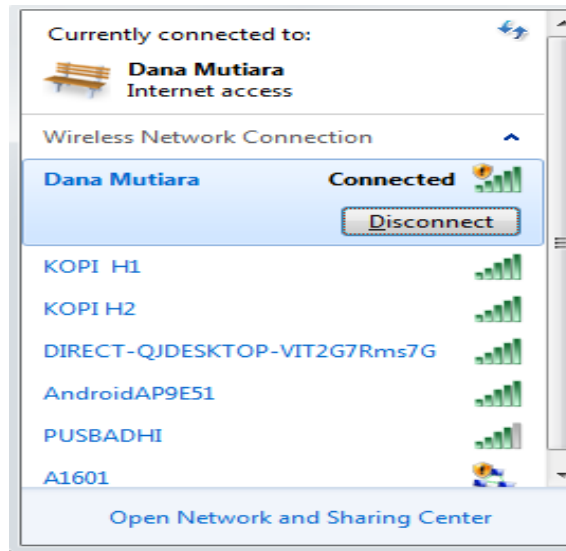 Currently connected to:
Dana Mutiara
Internet access
Wireless Network Connection
Dana Mutiara Connected
Disconnect
KOPI H1
KOPI H2
DIRECT-QJDESKTOP-VIT2G7Rms7G
AndroidAP9E51
PUSBADHI
A1601
Open Network and Sharing Center